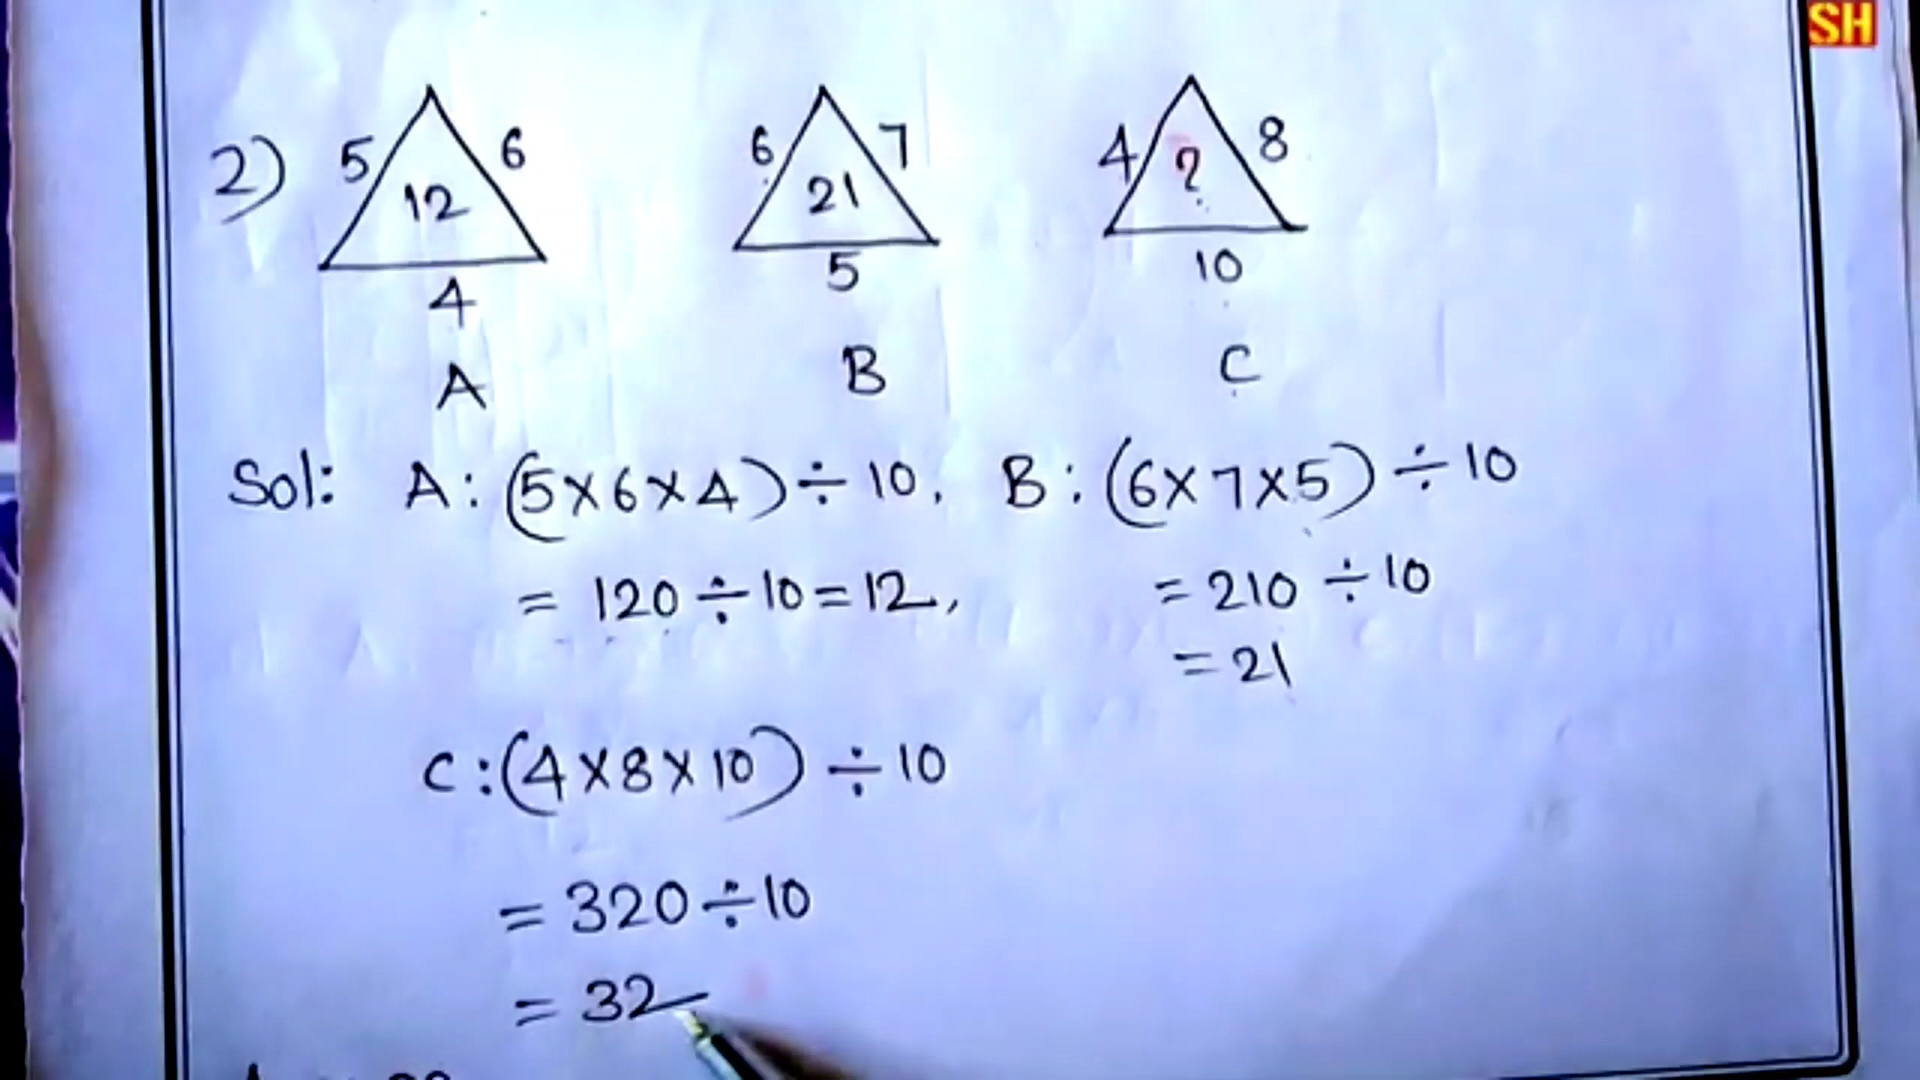 SH
2) 5 6 12 4 6 7 21 5 4 8 ? 10
A B C
Sol: A : (5×6×4) ÷ 10, B : (6×7×5) ÷ 10
= 120 ÷ 10 = 12, = 210 ÷ 10
= 21
C : (4×8×10) ÷ 10
= 320 ÷ 10
= 32